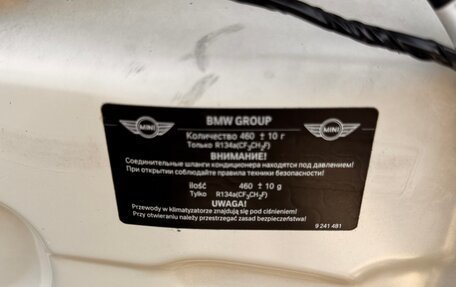 BMW GROUP
MINI
MINI
Количество 460 ± 10 г
Только R134a(CF₃CH₂F)
ВНИМАНИЕ!
Соединительные шланги кондиционера находятся под давлением!
При открытии соблюдайте правила техники безопасности!
ilość 460 ± 10 g
Tylko R134a(CF₃CH₂F)
UWAGA!
Przewody w klimatyzatorze znajdują się pod ciśnieniem!
Przy otwieraniu należy przestrzegać zasad bezpieczeństwa!
9 241 481